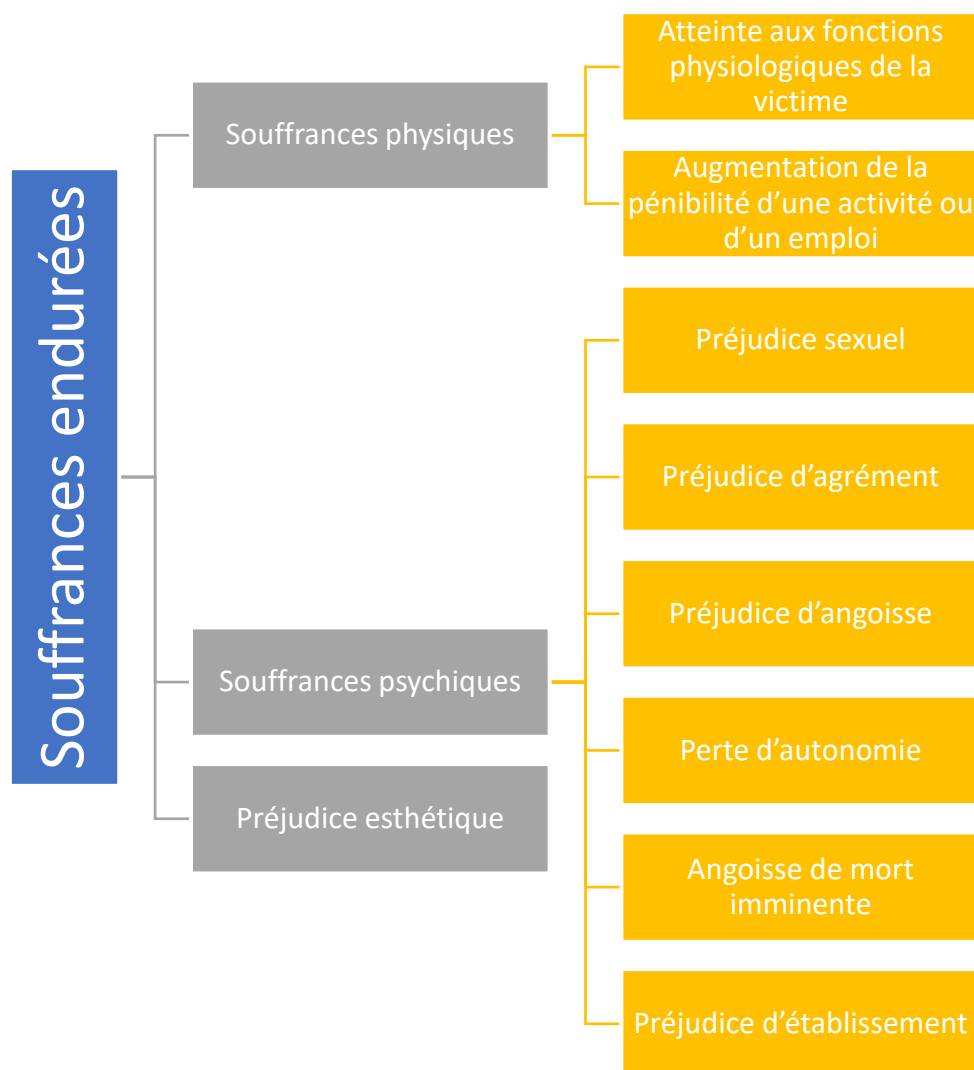 Souffrances endurées
Souffrances physiques
Atteinte aux fonctions
physiologiques de la
victime
Augmentation de la
pénibilité d’une activité ou
d’un emploi
Souffrances psychiques
Préjudice sexuel
Préjudice d’agrément
Préjudice d’angoisse
Perte d’autonomie
Angoisse de mort
imminente
Préjudice d’établissement
Préjudice esthétique